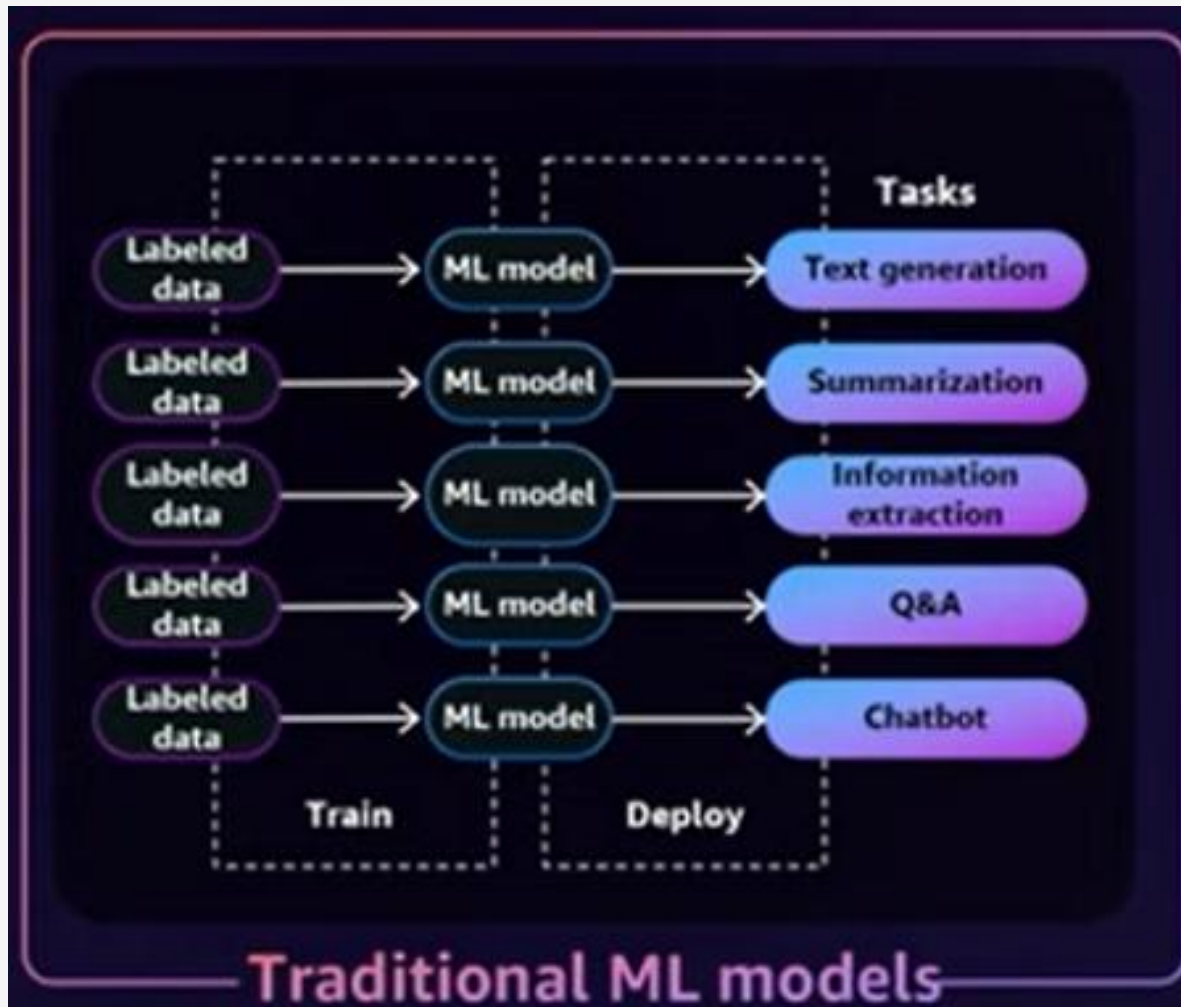 Tasks
Labeled
data
ML model
Text generation
Labeled
data
ML model
Summarization
Labeled
data
ML model
Information
extraction
Labeled
data
ML model
Q&A
Labeled
data
ML model
Chatbot
Train
Deploy
Traditional ML models